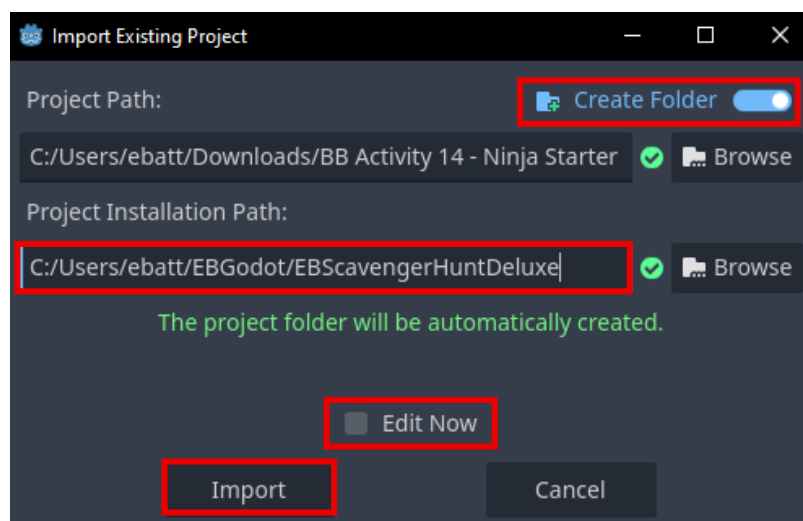 Import Existing Project
Project Path:
Create Folder
C:/Users/ebatt/Downloads/BB Activity 14 - Ninja Starter
Browse
Project Installation Path:
C:/Users/ebatt/EBGodot/EBScavengerHuntDeluxe
Browse
The project folder will be automatically created.
Edit Now
Import
Cancel